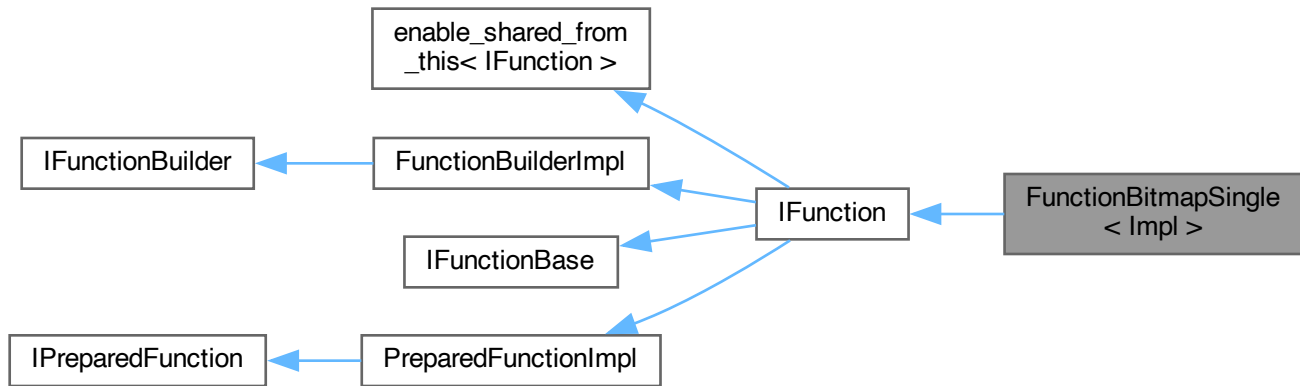 enable_shared_from
_this< IFunction >
IFunctionBuilder
FunctionBuilderImpl
IFunction
FunctionBitmapSingle
< Impl >
IFunctionBase
IPreparedFunction
PreparedFunctionImpl